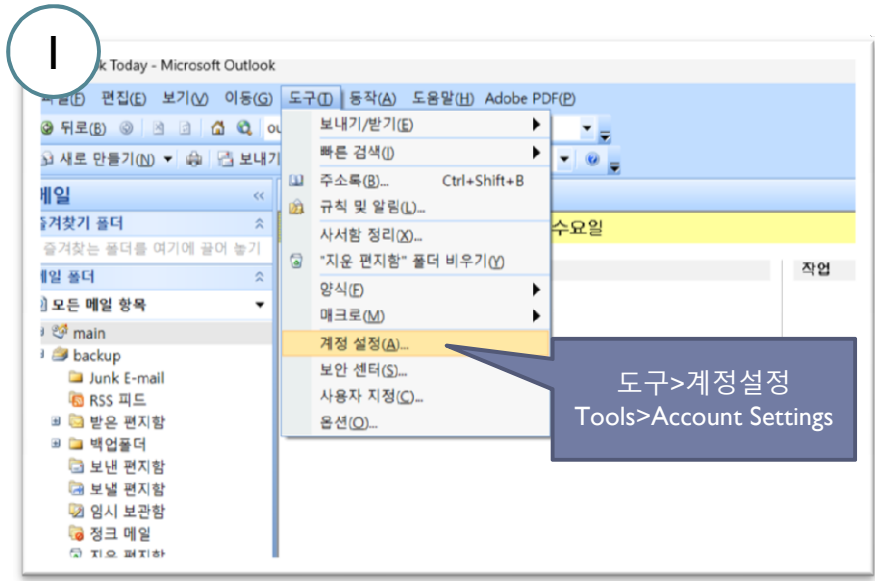 1
k Today - Microsoft Outlook
편집(E) 보기(V) 이동(G) 도구(T) 동작(A) 도움말(H) Adobe PDF(P)
뒤로(B) ou
새로 만들기(N) 보내기
메일
즐겨찾기 폴더
즐겨찾는 폴더를 여기에 끌어 놓기
메일 폴더
모든 메일 항목
main
backup
Junk E-mail
RSS 피드
받은 편지함
백업폴더
보낸 편지함
보낼 편지함
임시 보관함
정크 메일
지운 편지함
보내기/받기(E)
빠른 검색(I)
주소록(B)... Ctrl+Shift+B
규칙 및 알림(L)...
사서함 정리(X)...
"지운 편지함" 폴더 비우기(Y)
양식(F)
매크로(M)
계정 설정(A)...
보안 센터(S)...
사용자 지정(C)...
옵션(O)...
수요일
작업
도구>계정설정
Tools>Account Settings